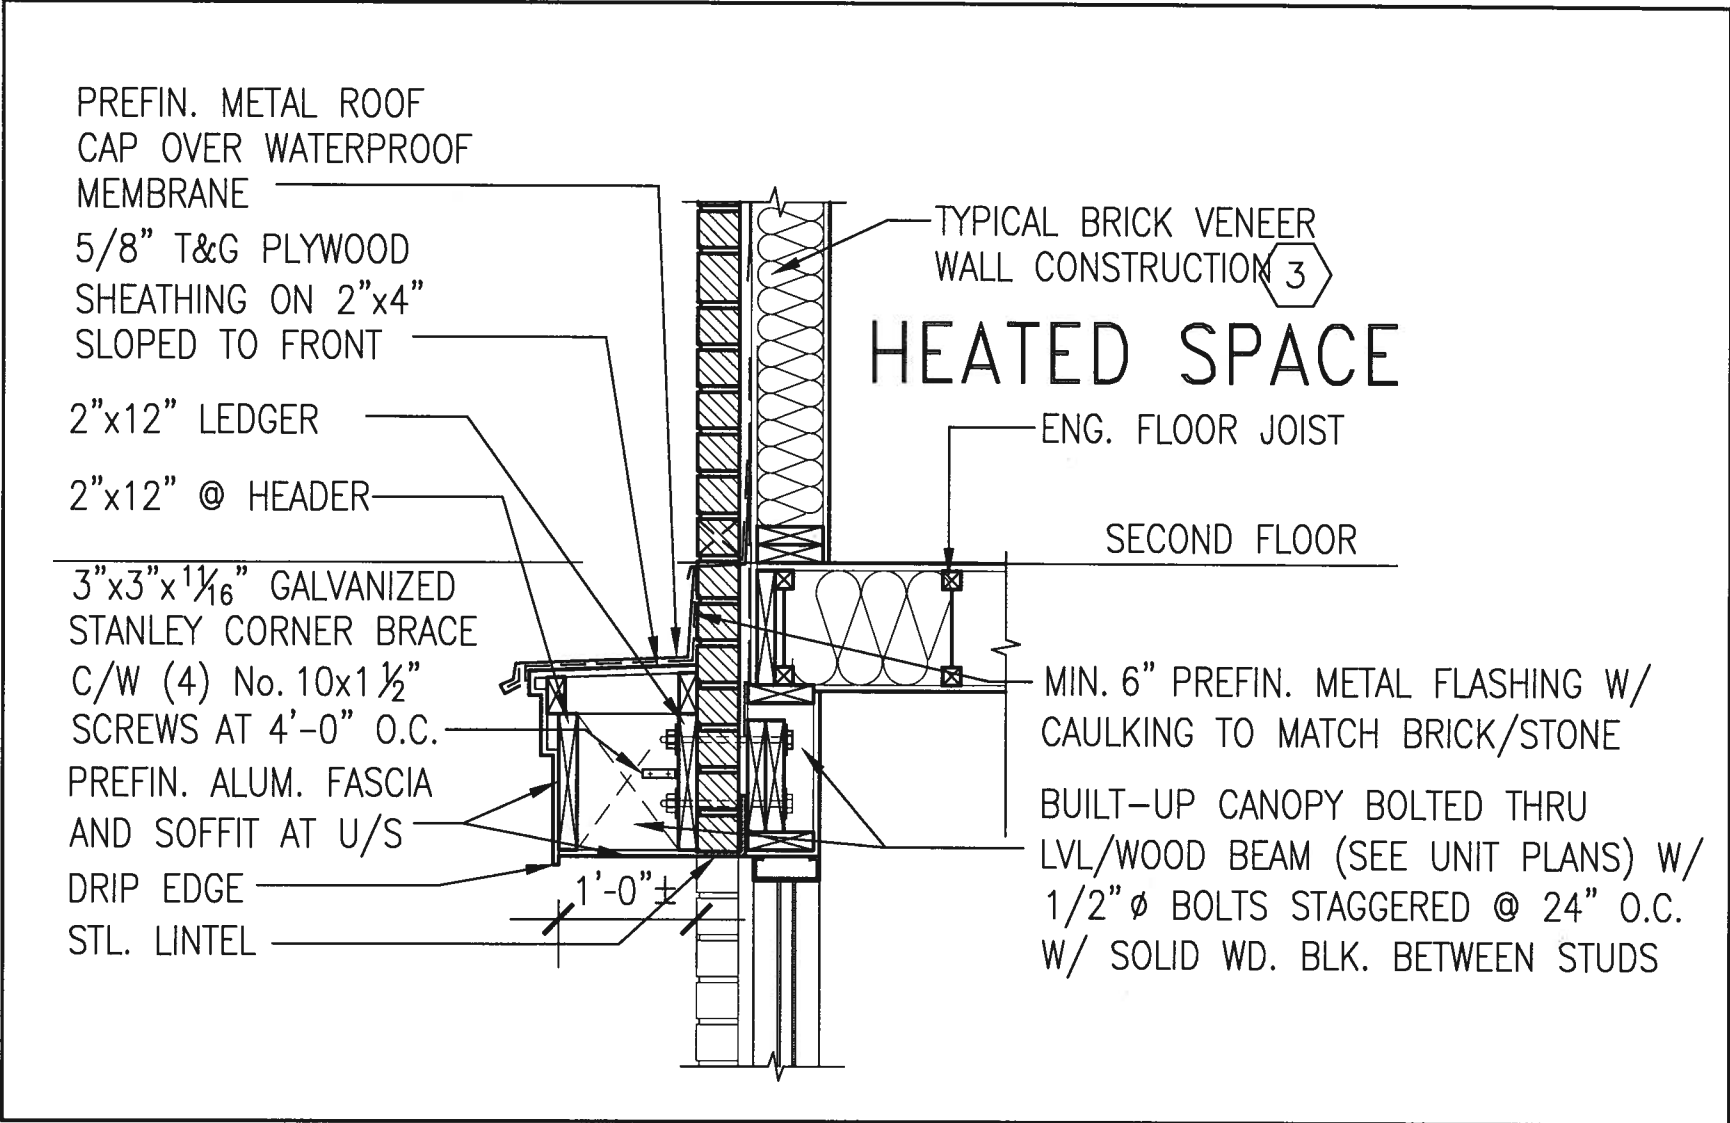 PREFIN. METAL ROOF
CAP OVER WATERPROOF
MEMBRANE
5/8" T&G PLYWOOD
SHEATHING ON 2"x4"
SLOPED TO FRONT
2"x12" LEDGER
2"x12" @ HEADER
3"x3"x11/16" GALVANIZED
STANLEY CORNER BRACE
C/W (4) No. 10x1 1/2"
SCREWS AT 4'-0" O.C.
PREFIN. ALUM. FASCIA
AND SOFFIT AT U/S
DRIP EDGE
STL. LINTEL
1'-0"±
TYPICAL BRICK VENEER
WALL CONSTRUCTION 3
HEATED SPACE
ENG. FLOOR JOIST
SECOND FLOOR
MIN. 6" PREFIN. METAL FLASHING W/
CAULKING TO MATCH BRICK/STONE
BUILT-UP CANOPY BOLTED THRU
LVL/WOOD BEAM (SEE UNIT PLANS) W/
1/2"ø BOLTS STAGGERED @ 24" O.C.
W/ SOLID WD. BLK. BETWEEN STUDS